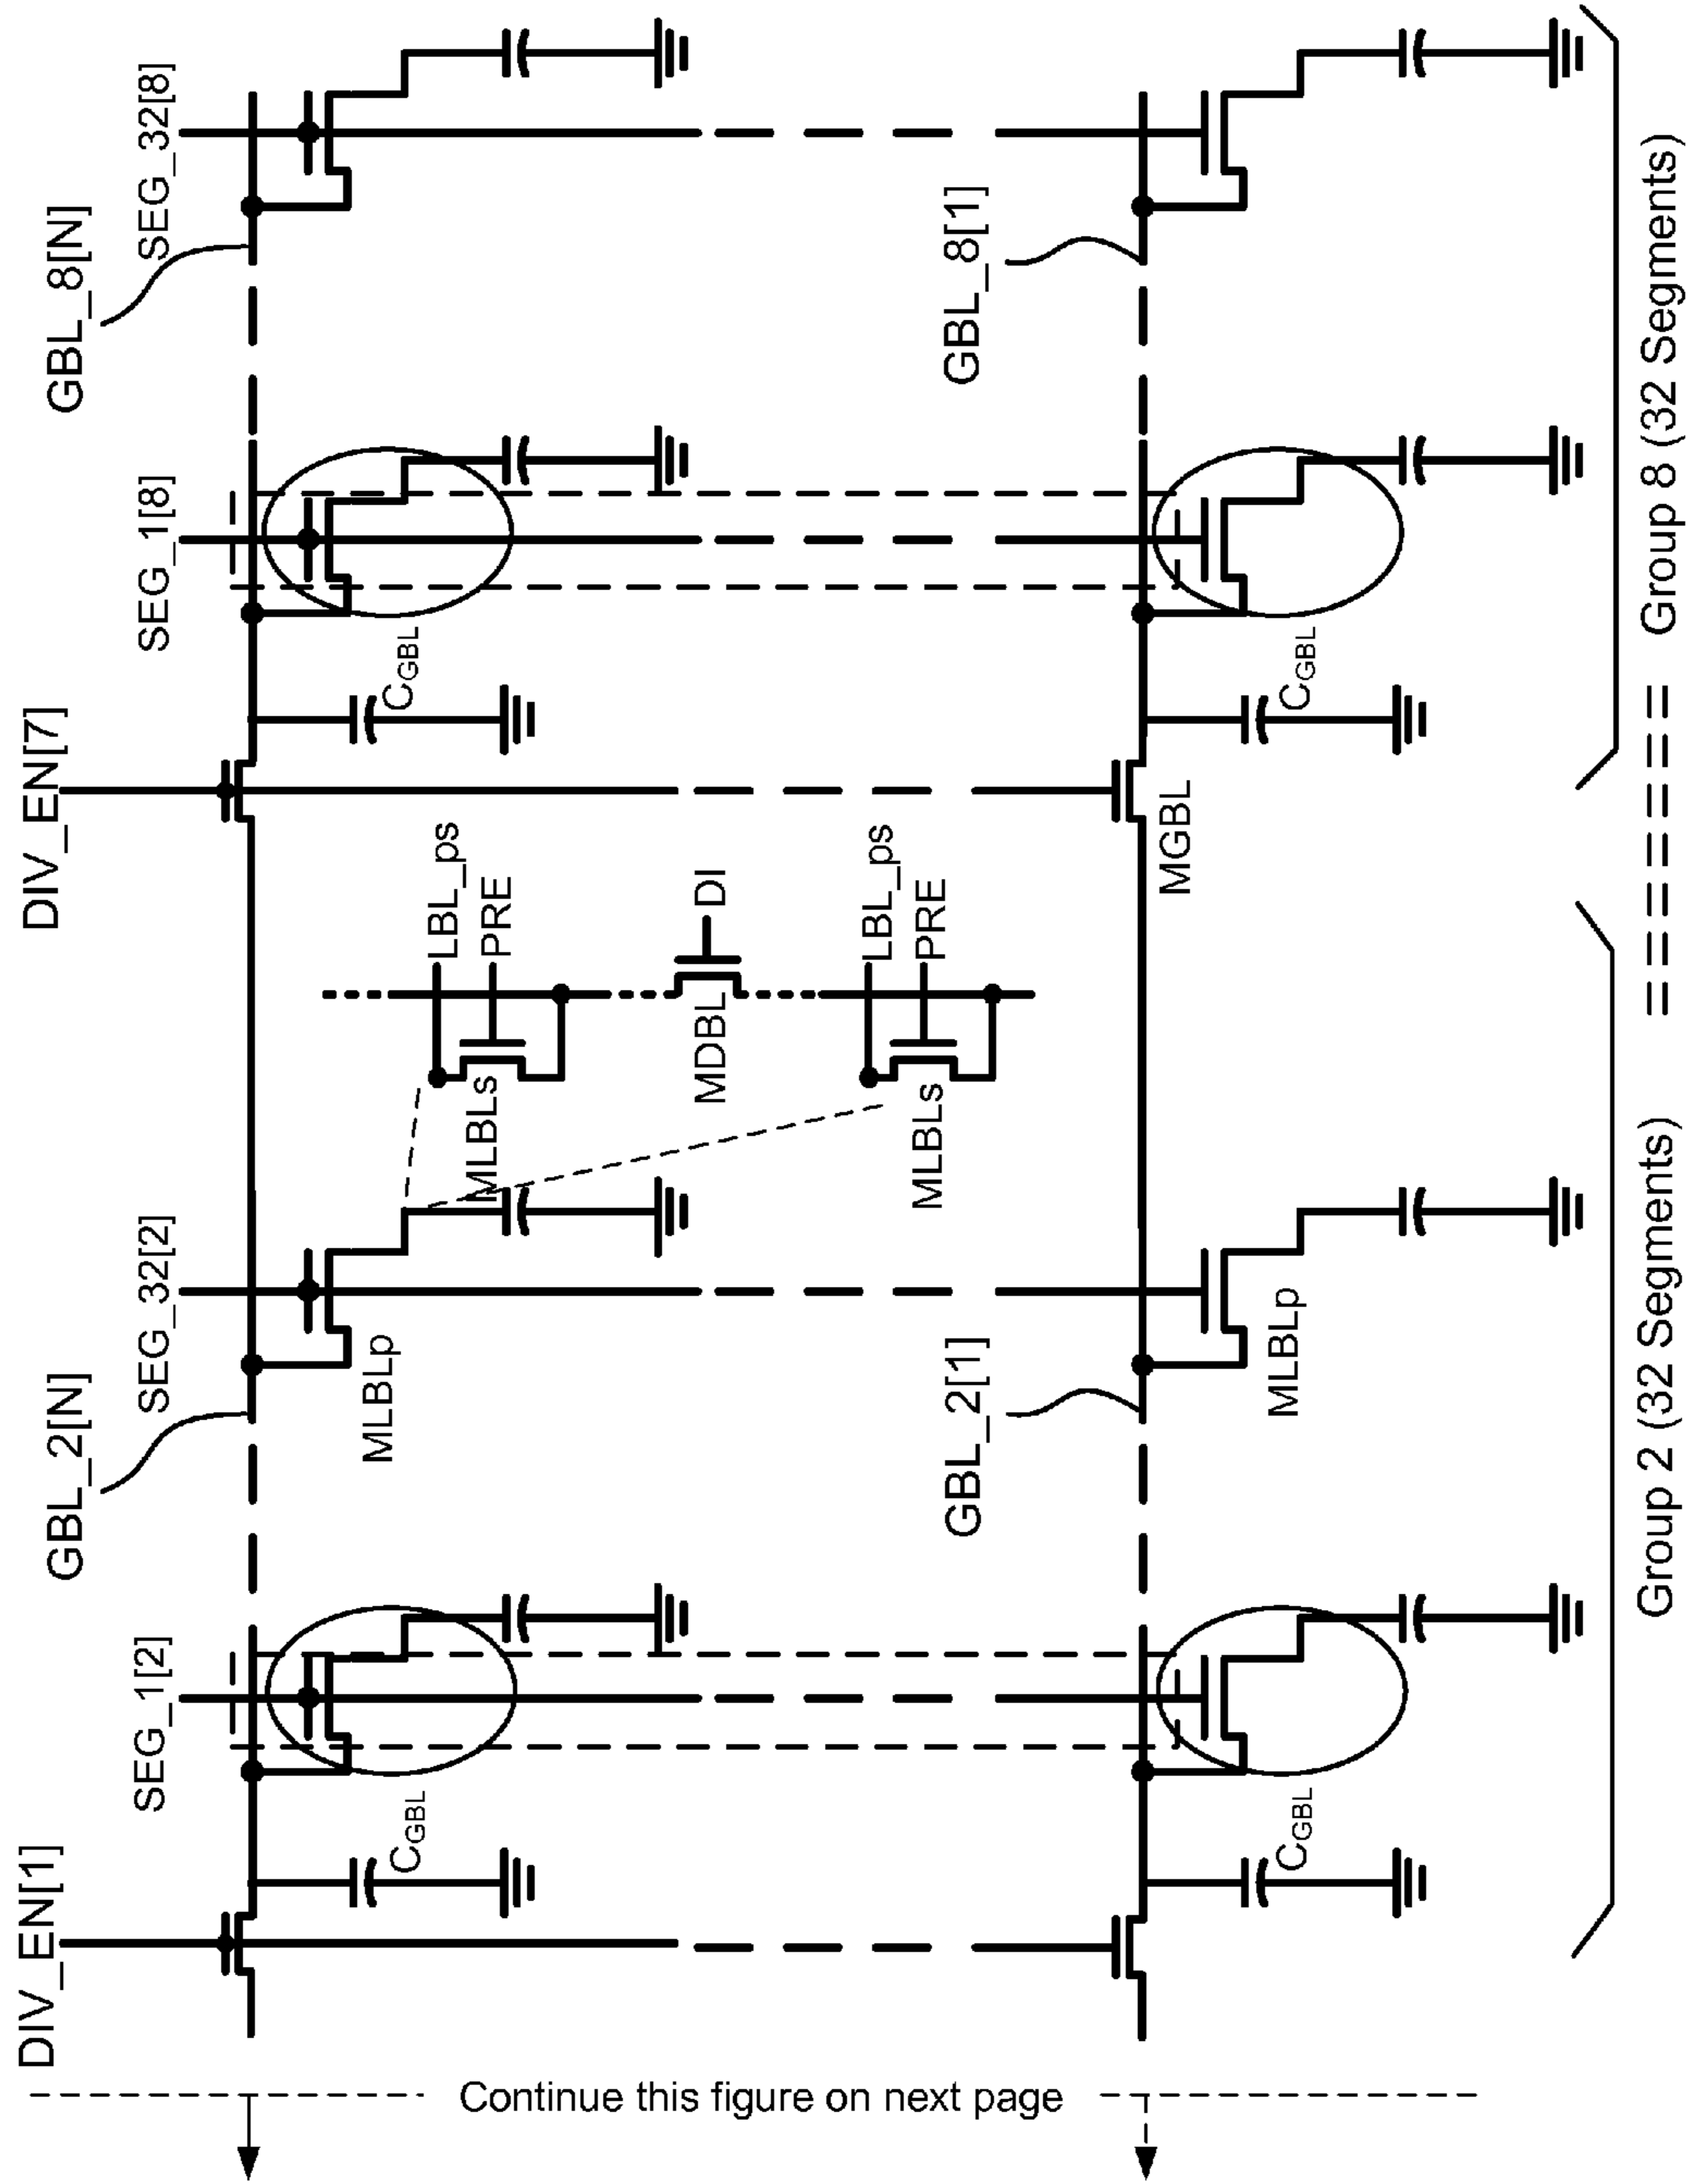 DIV_EN[1]
DIV_EN[7]
GBL_2[N]
GBL_8[N]
SEG_1[2]
SEG_32[2]
SEG_1[8]
SEG_32[8]
CGBL
MLBLp
LBL_ps
PRE
MLBLs
CGBL
MDBL
DI
LBL_ps
PRE
MLBLs
GBL_2[1]
GBL_8[1]
MGBL
CGBL
MLBLp
CGBL
Group 2 (32 Segments)
Group 8 (32 Segments)
Continue this figure on next page